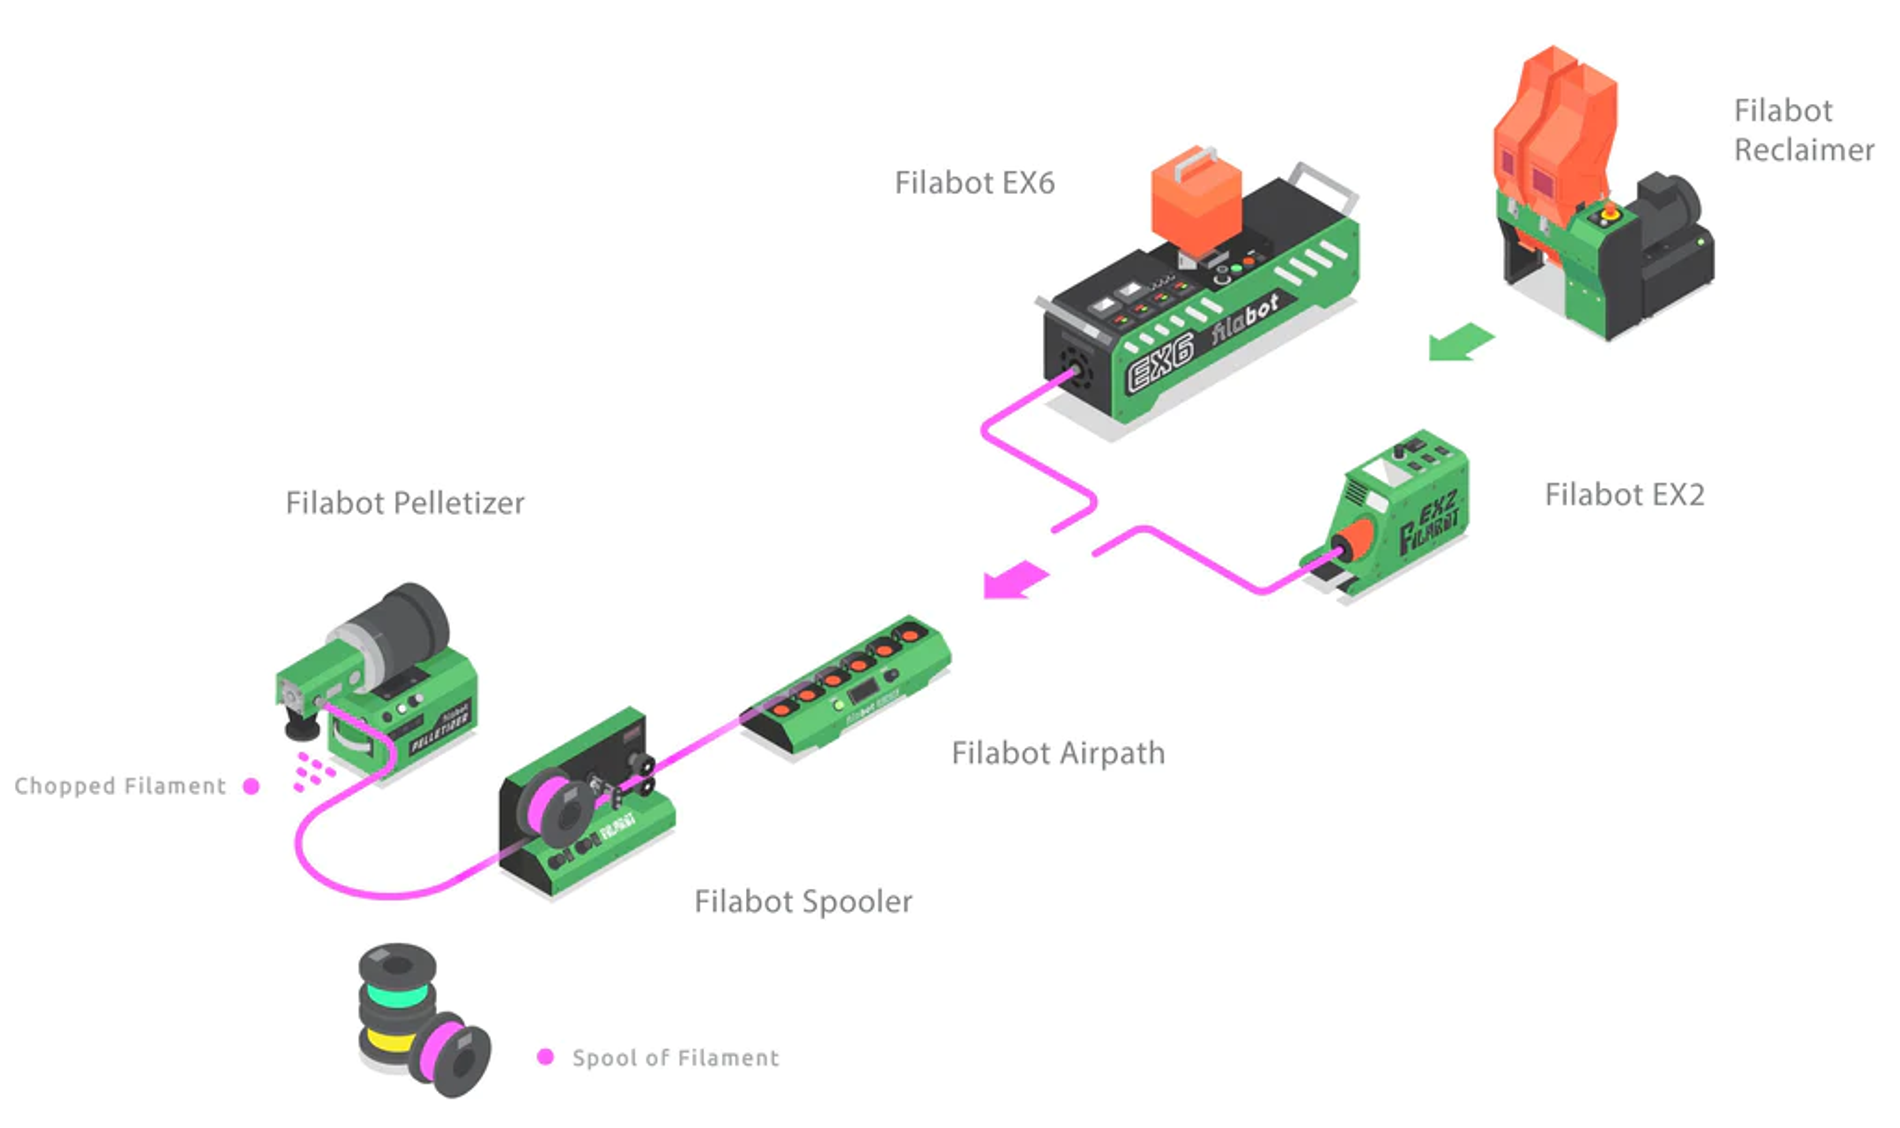 Filabot
Reclaimer
Filabot EX6
EX6 filabot
Filabot EX2
EX2
FILABOT
Filabot Pelletizer
filabot
PELLETIZER
Chopped Filament
Filabot Airpath
FILABOT
Filabot Spooler
Spool of Filament